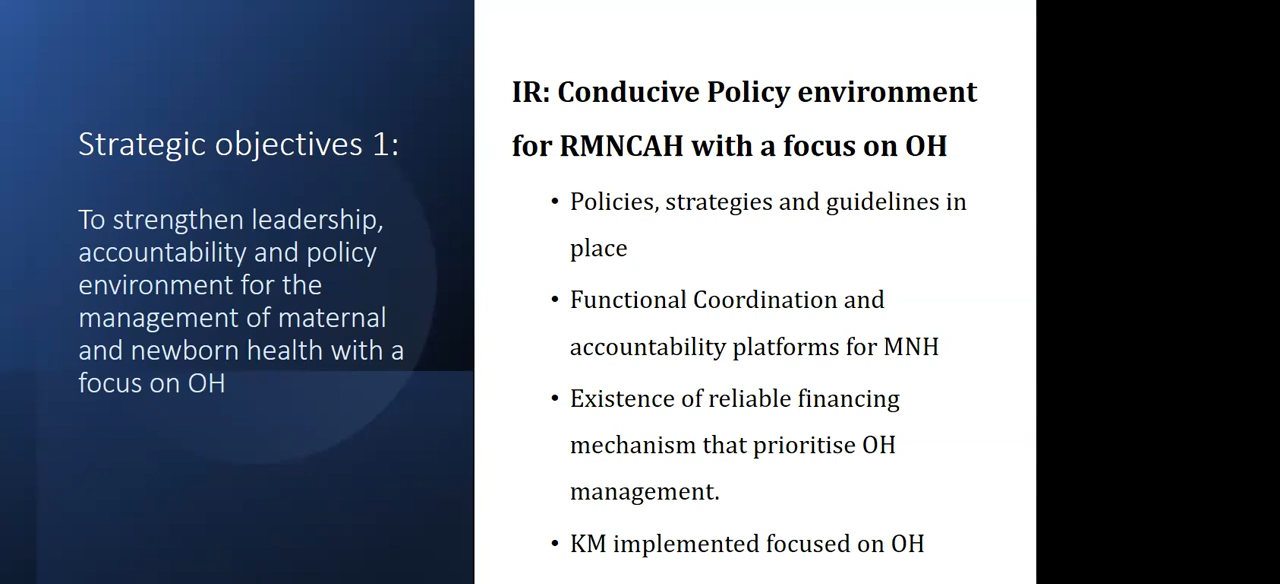 Strategic objectives 1:
To strengthen leadership,
accountability and policy
environment for the
management of maternal
and newborn health with a
focus on OH
IR: Conducive Policy environment
for RMNCAH with a focus on OH
• Policies, strategies and guidelines in
place
• Functional Coordination and
accountability platforms for MNH
• Existence of reliable financing
mechanism that prioritise OH
management.
• KM implemented focused on OH